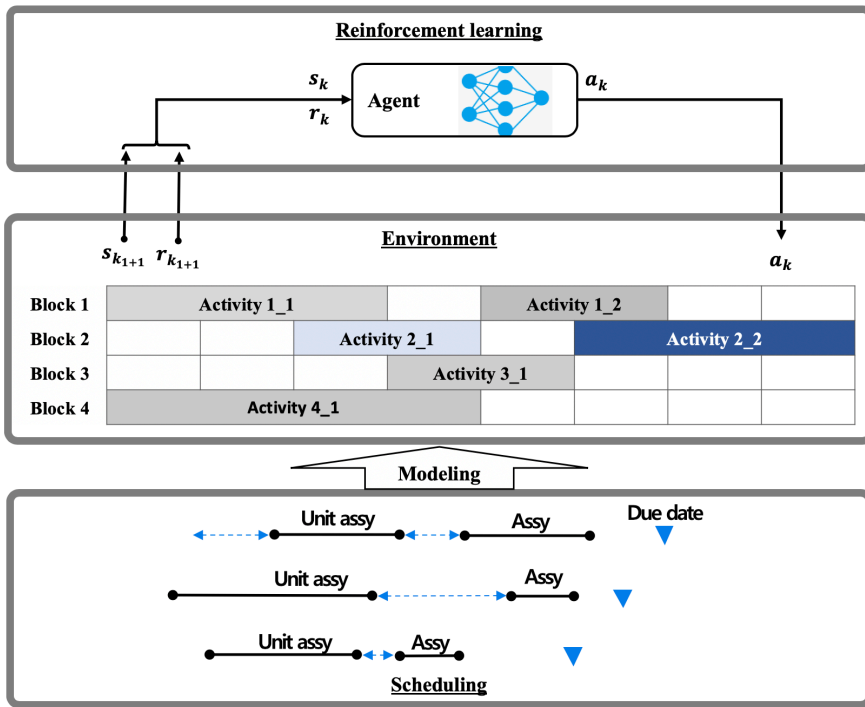 Reinforcement learning
s_k
r_k
Agent
a_k
s_{k_{1+1}} r_{k_{1+1}}
Environment
a_k
Block 1 Activity 1_1 Activity 1_2
Block 2 Activity 2_1 Activity 2_2
Block 3 Activity 3_1
Block 4 Activity 4_1
Modeling
Unit assy Assy Due date
Unit assy Assy
Unit assy Assy
Scheduling